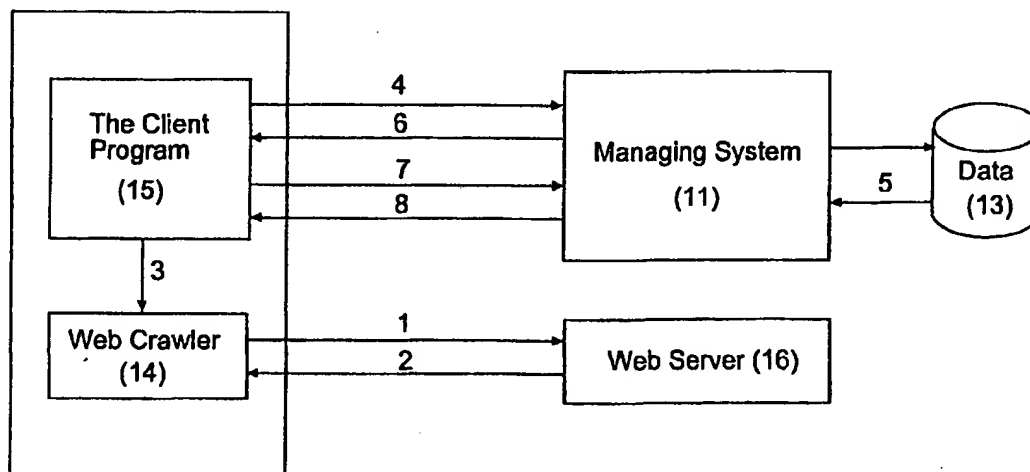 The Client
Program
(15)
4
6
7
8
Managing System
(11)
5
Data
(13)
3
Web Crawler
(14)
1
2
Web Server (16)